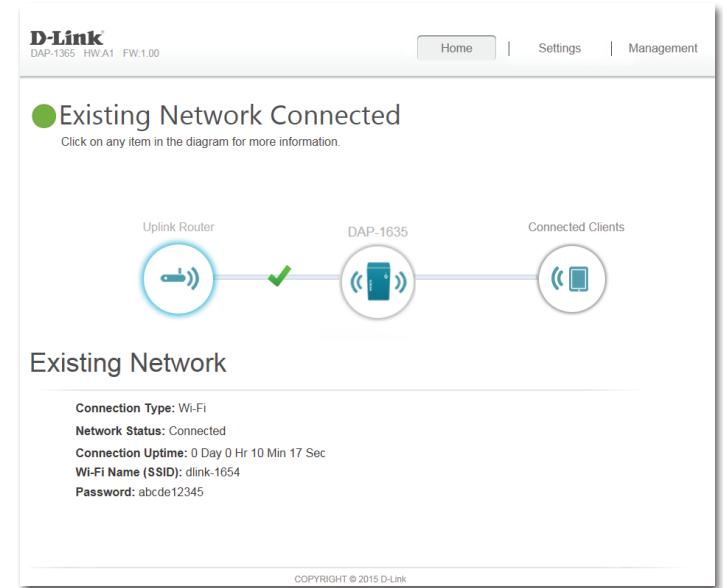 D-Link
DAP-1365 HW:A1 FW:1.00
Home | Settings | Management
Existing Network Connected
Click on any item in the diagram for more information.
Uplink Router
DAP-1635
Connected Clients
Existing Network
Connection Type: Wi-Fi
Network Status: Connected
Connection Uptime: 0 Day 0 Hr 10 Min 17 Sec
Wi-Fi Name (SSID): dlink-1654
Password: abcde12345
COPYRIGHT © 2015 D-Link